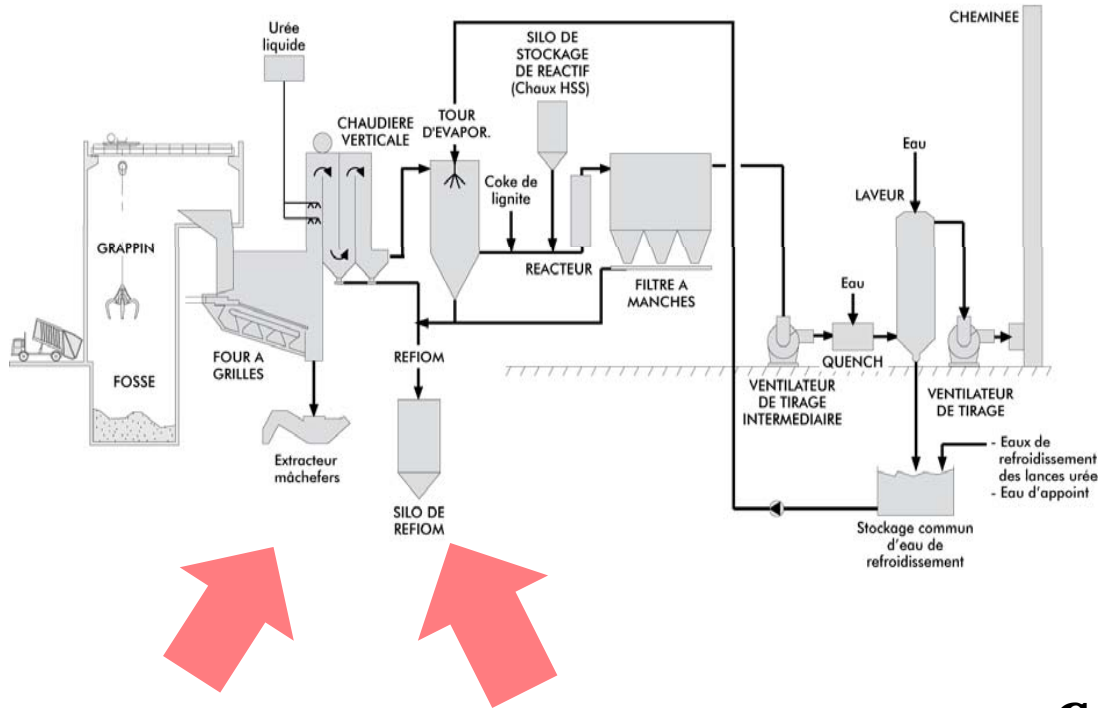 CHEMINEE
Urée
liquide
SILO DE
STOCKAGE
DE REACTIF
(Chaux HSS)
CHAUDIERE
VERTICALE
TOUR
D'EVAPOR.
Coke de
lignite
Eau
LAVEUR
GRAPPIN
REACTEUR
FILTRE A
MANCHES
Eau
QUENCH
FOUR A
GRILLES
FOSSE
REFIOM
VENTILATEUR
DE TIRAGE
INTERMEDIAIRE
VENTILATEUR
DE TIRAGE
Extracteur
mâchefers
SILO DE
REFIOM
- Eaux de
refroidissement
des lances urée
- Eau d'appoint
Stockage commun
d'eau de
refroidissement